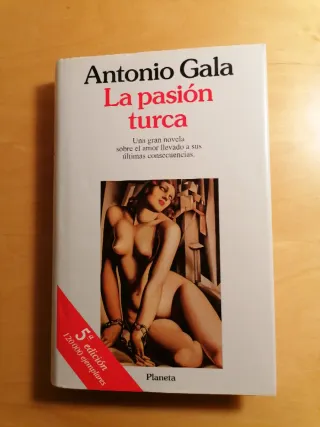 Antonio Gala
La pasión
turca
Una gran novela
sobre el amor llevado a sus
últimas consecuencias.
5ª edición
120.000 ejemplares
Planeta